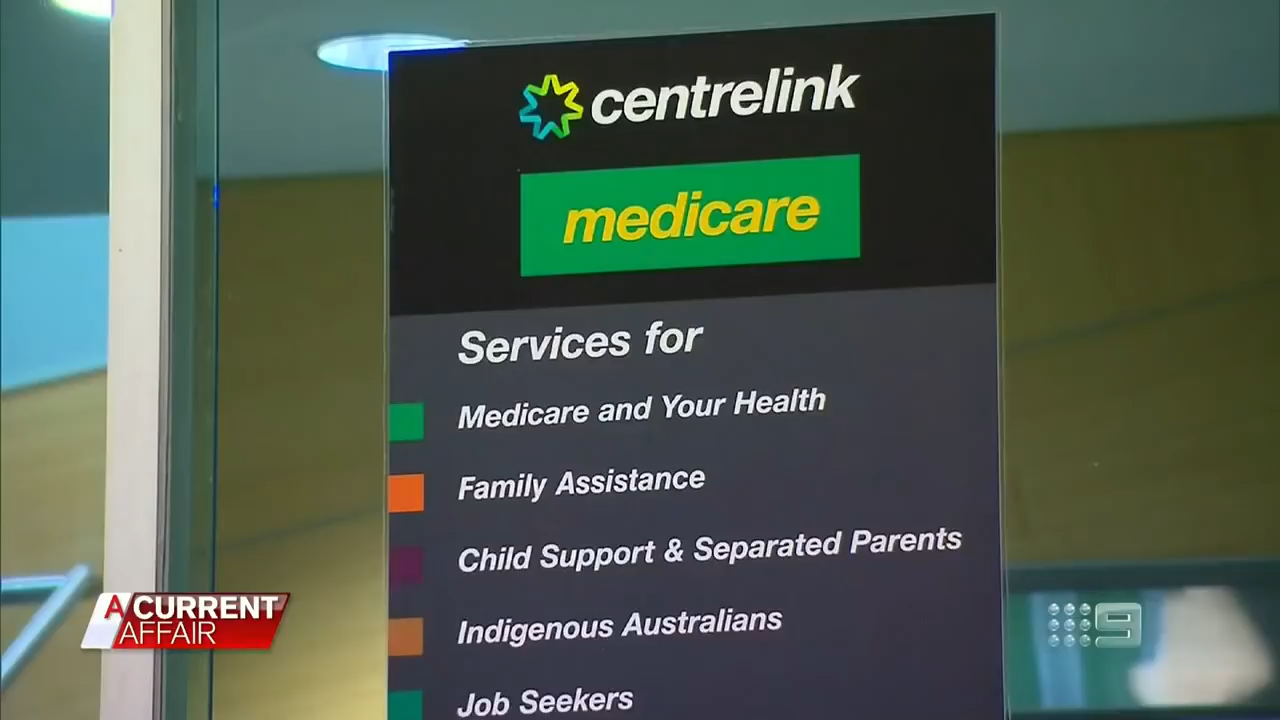 centrelink
medicare
Services for
Medicare and Your Health
Family Assistance
Child Support & Separated Parents
Indigenous Australians
Job Seekers
A CURRENT
AFFAIR
9